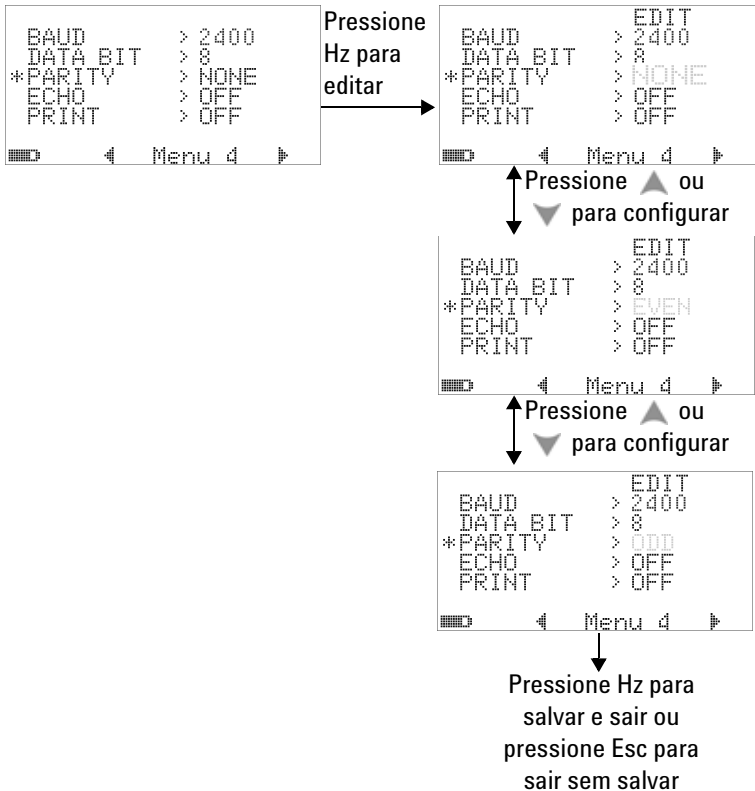 BAUD > 2400
DATA BIT > 8
*PARITY > NONE
ECHO > OFF
PRINT > OFF
Menu 4
Pressione
Hz para
editar
EDIT
BAUD > 2400
DATA BIT > 8
*PARITY > NONE
ECHO > OFF
PRINT > OFF
Menu 4
Pressione ou
para configurar
EDIT
BAUD > 2400
DATA BIT > 8
*PARITY > EVEN
ECHO > OFF
PRINT > OFF
Menu 4
Pressione ou
para configurar
EDIT
BAUD > 2400
DATA BIT > 8
*PARITY > ODD
ECHO > OFF
PRINT > OFF
Menu 4
Pressione Hz para
salvar e sair ou
pressione Esc para
sair sem salvar